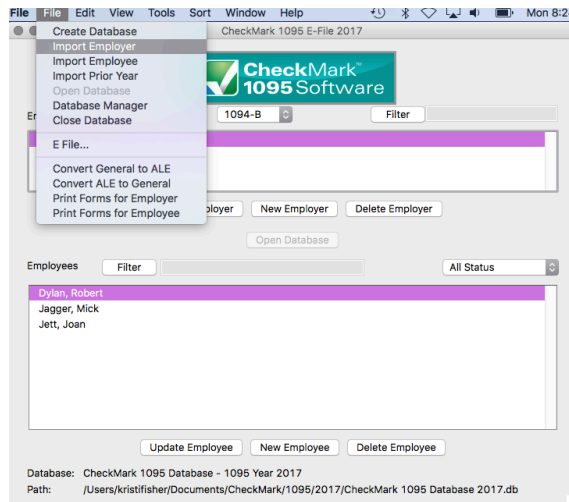 File File Edit View Tools Sort Window Help Mon 8:2
CheckMark 1095 E-File 2017
Create Database
Import Employer
Import Employee
Import Prior Year
Open Database
Database Manager
Close Database
E File...
Convert General to ALE
Convert ALE to General
Print Forms for Employer
Print Forms for Employee
CheckMark™
1095 Software
1094-B Filter
New Employer Delete Employer
Open Database
Employees Filter All Status
Dylan, Robert
Jagger, Mick
Jett, Joan
Update Employee New Employee Delete Employee
Database: CheckMark 1095 Database - 1095 Year 2017
Path: /Users/kristifisher/Documents/CheckMark/1095/2017/CheckMark 1095 Database 2017.db